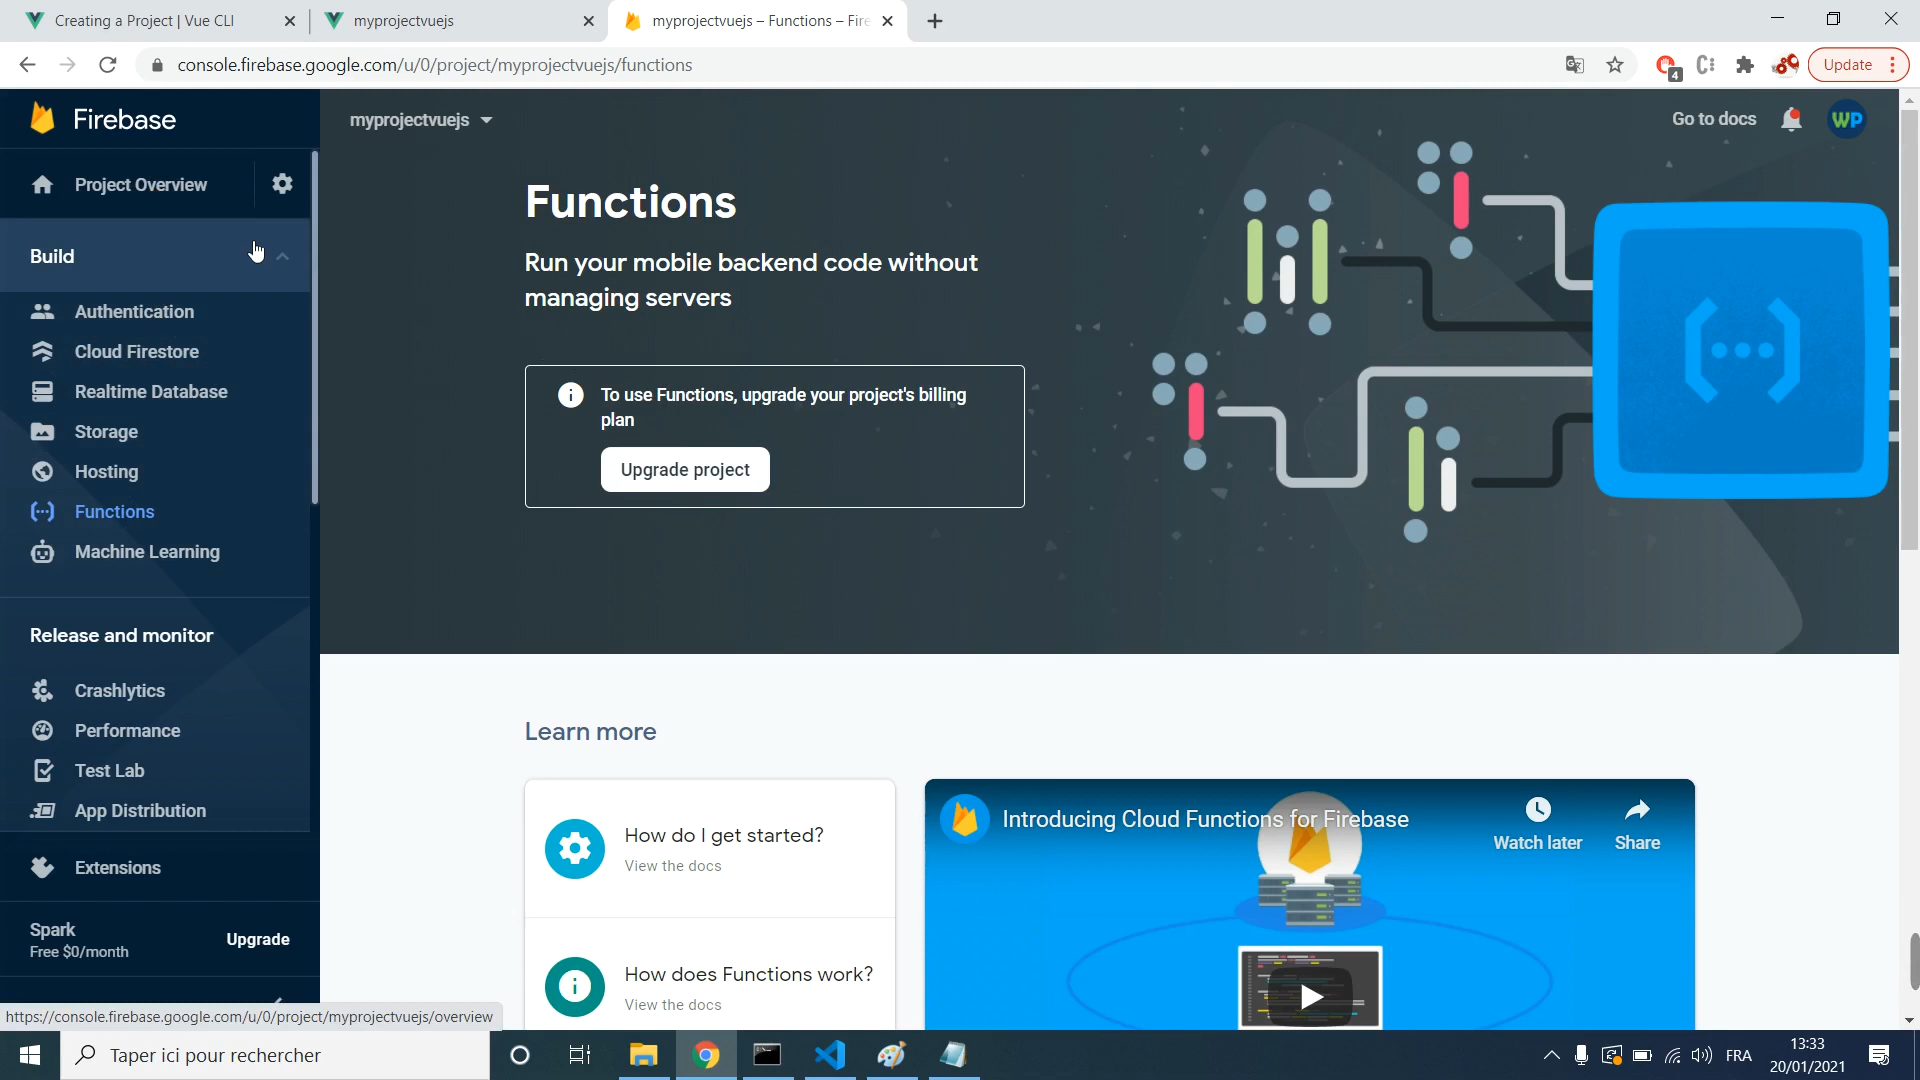 Creating a Project | Vue CLI
myprojectvuejs
myprojectvuejs – Functions – Fire
console.firebase.google.com/u/0/project/myprojectvuejs/functions
4
Update
Firebase
myprojectvuejs
Go to docs
WP
Project Overview
Build
Authentication
Cloud Firestore
Realtime Database
Storage
Hosting
Functions
Machine Learning
Release and monitor
Crashlytics
Performance
Test Lab
App Distribution
Extensions
Spark
Free $0/month
Upgrade
Functions
Run your mobile backend code without
managing servers
To use Functions, upgrade your project's billing
plan
Upgrade project
Learn more
How do I get started?
View the docs
How does Functions work?
View the docs
Introducing Cloud Functions for Firebase
Watch later
Share
https://console.firebase.google.com/u/0/project/myprojectvuejs/overview
Taper ici pour rechercher
FRA
13:33
20/01/2021